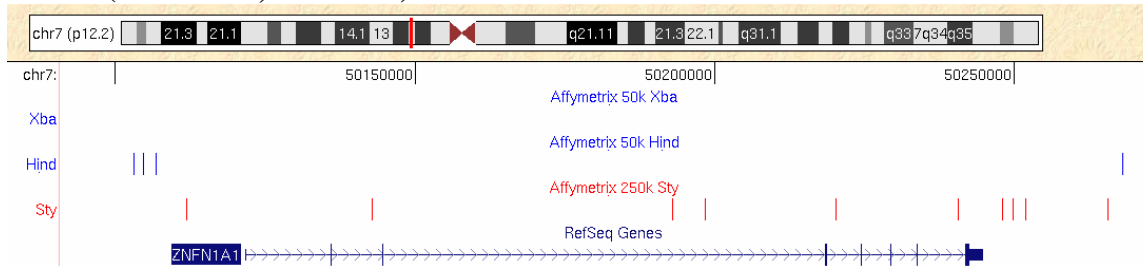 chr7 (p12.2) 21.3 21.1 14.1 13 q21.11 21.3 22.1 q31.1 q33 7q34 q35
chr7: 50150000 50200000 50250000
Affymetrix 50k Xba
Xba
Affymetrix 50k Hind
Hind
Affymetrix 250k Sty
Sty
RefSeq Genes
ZNFN1A1